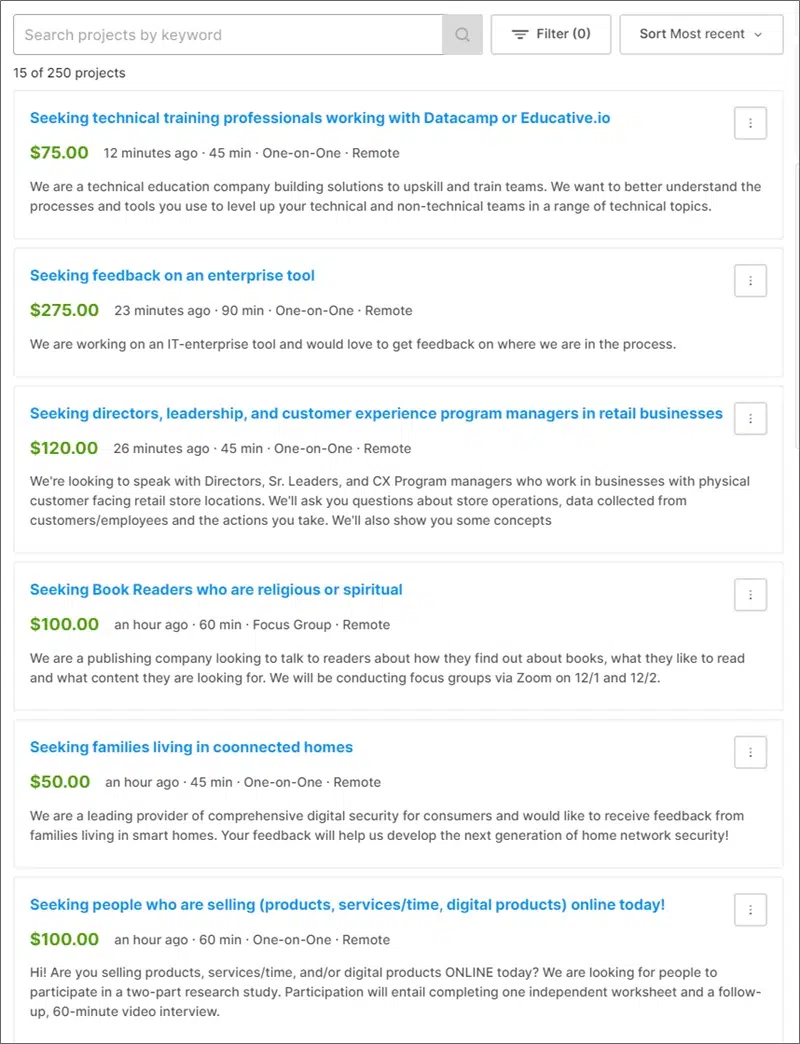 Search projects by keyword
Filter (0)
Sort Most recent
15 of 250 projects
Seeking technical training professionals working with Datacamp or Educative.io
$75.00 12 minutes ago · 45 min · One-on-One · Remote
We are a technical education company building solutions to upskill and train teams. We want to better understand the
processes and tools you use to level up your technical and non-technical teams in a range of technical topics.
Seeking feedback on an enterprise tool
$275.00 23 minutes ago · 90 min · One-on-One · Remote
We are working on an IT-enterprise tool and would love to get feedback on where we are in the process.
Seeking directors, leadership, and customer experience program managers in retail businesses
$120.00 26 minutes ago · 45 min · One-on-One · Remote
We're looking to speak with Directors, Sr. Leaders, and CX Program managers who work in businesses with physical
customer facing retail store locations. We'll ask you questions about store operations, data collected from
customers/employees and the actions you take. We'll also show you some concepts
Seeking Book Readers who are religious or spiritual
$100.00 an hour ago · 60 min · Focus Group · Remote
We are a publishing company looking to talk to readers about how they find out about books, what they like to read
and what content they are looking for. We will be conducting focus groups via Zoom on 12/1 and 12/2.
Seeking families living in coonnected homes
$50.00 an hour ago · 45 min · One-on-One · Remote
We are a leading provider of comprehensive digital security for consumers and would like to receive feedback from
families living in smart homes. Your feedback will help us develop the next generation of home network security!
Seeking people who are selling (products, services/time, digital products) online today!
$100.00 an hour ago · 60 min · One-on-One · Remote
Hi! Are you selling products, services/time, and/or digital products ONLINE today? We are looking for people to
participate in a two-part research study. Participation will entail completing one independent worksheet and a follow-
up, 60-minute video interview.